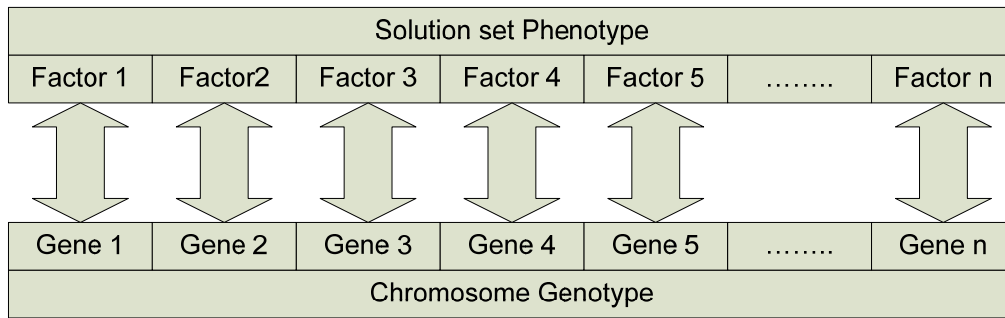 Solution set Phenotype
Factor 1 Factor2 Factor 3 Factor 4 Factor 5 …….. Factor n
Gene 1 Gene 2 Gene 3 Gene 4 Gene 5 …….. Gene n
Chromosome Genotype